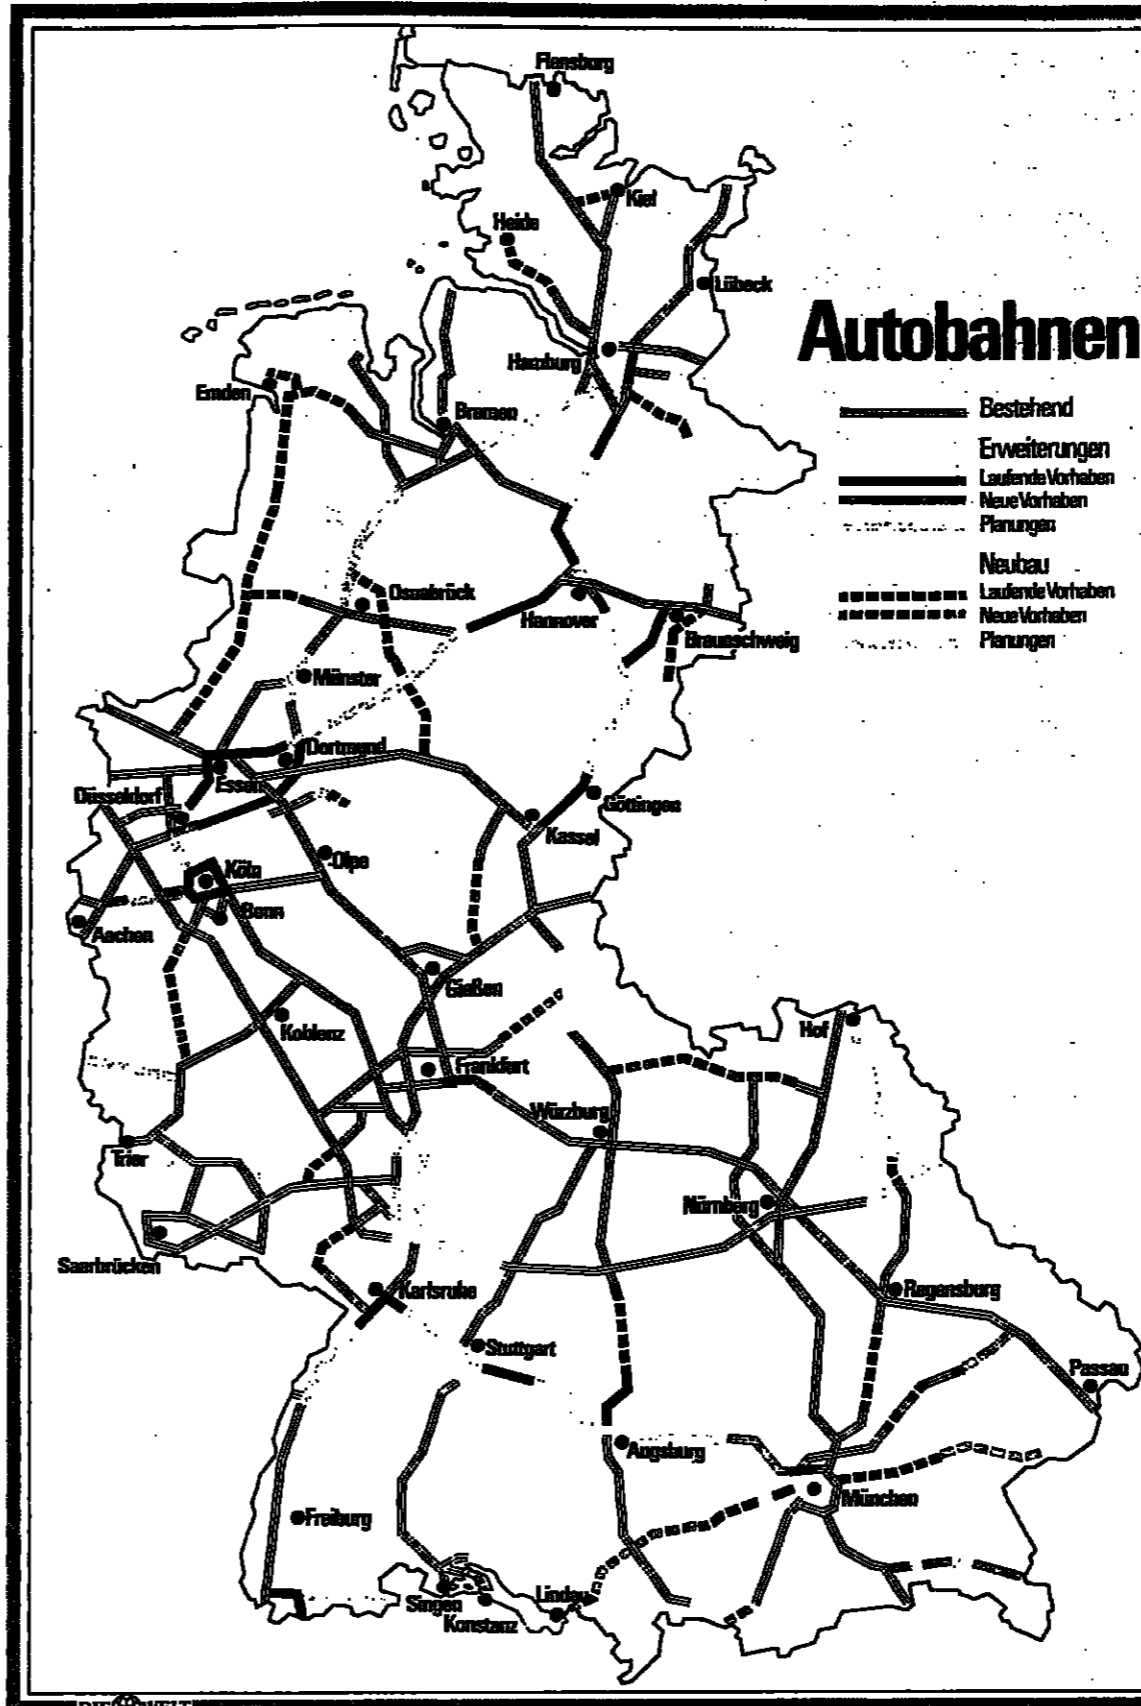 Flensburg
Kiel
Heide
Lübeck
Autobahnen
Hamburg
Emden
Bremen
Bestehend
Erweiterungen
Laufende Vorhaben
Neue Vorhaben
Planungen
Neubau
Laufende Vorhaben
Neue Vorhaben
Planungen
Osnabrück
Hannover
Braunschweig
Münster
Dortmund
Essen
Düsseldorf
Göttingen
Kassel
Olpe
Köln
Bonn
Aachen
Gießen
Koblenz
Hof
Frankfurt
Würzburg
Trier
Nürnberg
Saarbrücken
Karlsruhe
Regensburg
Stuttgart
Passau
Augsburg
München
Freiburg
Singen
Lindau
Konstanz
DIE WELT